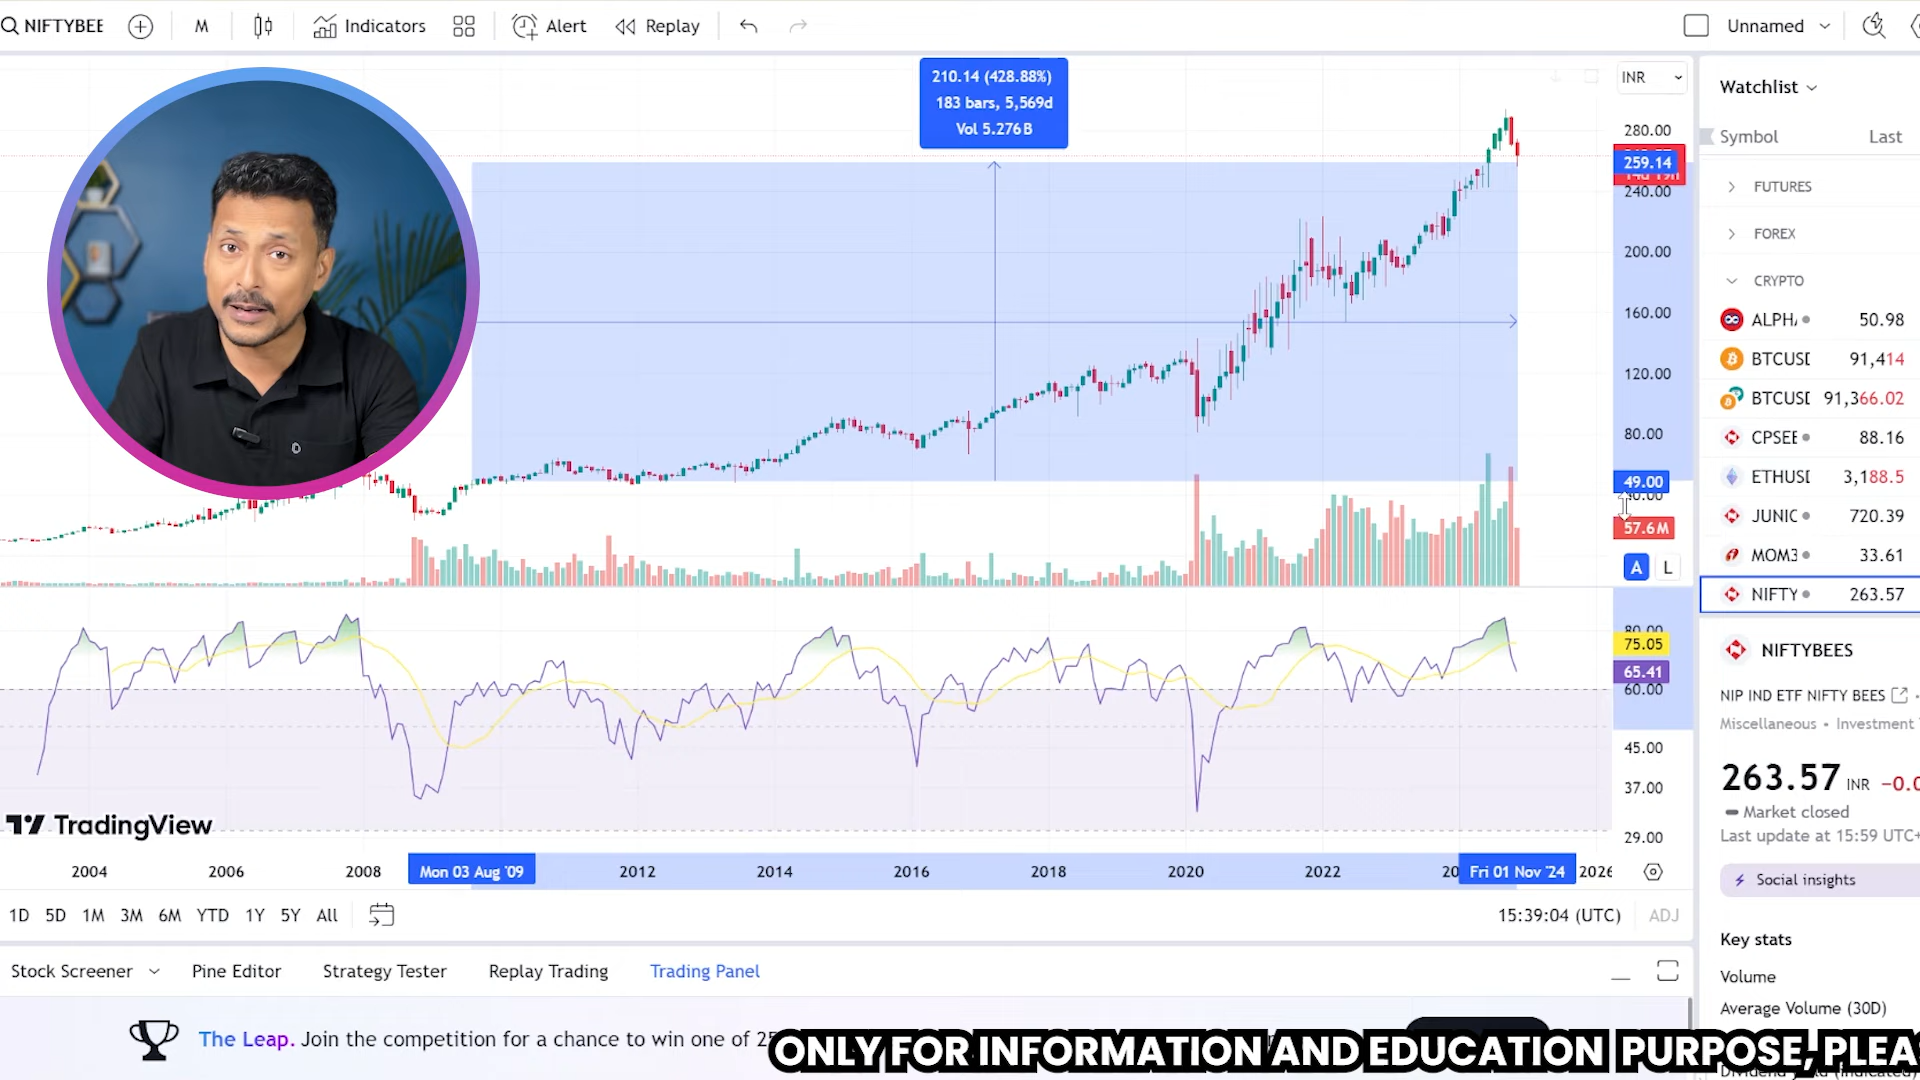 NIFTYBEE
M
Indicators
Alert
Replay
Unnamed
210.14 (428.88%)
183 bars, 5,569d
Vol 5.276B
INR
280.00
259.14
240.00
200.00
160.00
120.00
80.00
49.00
57.6M
A L
75.05
65.41
60.00
45.00
37.00
29.00
TradingView
2004 2006 2008 Mon 03 Aug '09 2012 2014 2016 2018 2020 2022 20 Fri 01 Nov '24 2026
1D 5D 1M 3M 6M YTD 1Y 5Y All
15:39:04 (UTC) ADJ
Stock Screener Pine Editor Strategy Tester Replay Trading Trading Panel
The Leap. Join the competition for a chance to win one of 25
ONLY FOR INFORMATION AND EDUCATION PURPOSE, PLEA
Watchlist
Symbol Last
FUTURES
FOREX
CRYPTO
ALPH 50.98
BTCUSD 91,414
BTCUSD 91,366.02
CPSEE 88.16
ETHUSD 3,188.5
JUNIC 720.39
MOM3 33.61
NIFTY 263.57
NIFTYBEES
NIP IND ETF NIFTY BEES
Miscellaneous • Investment
263.57 INR −0.0
Market closed
Last update at 15:59 UTC+
Social insights
Key stats
Volume
Average Volume (30D)